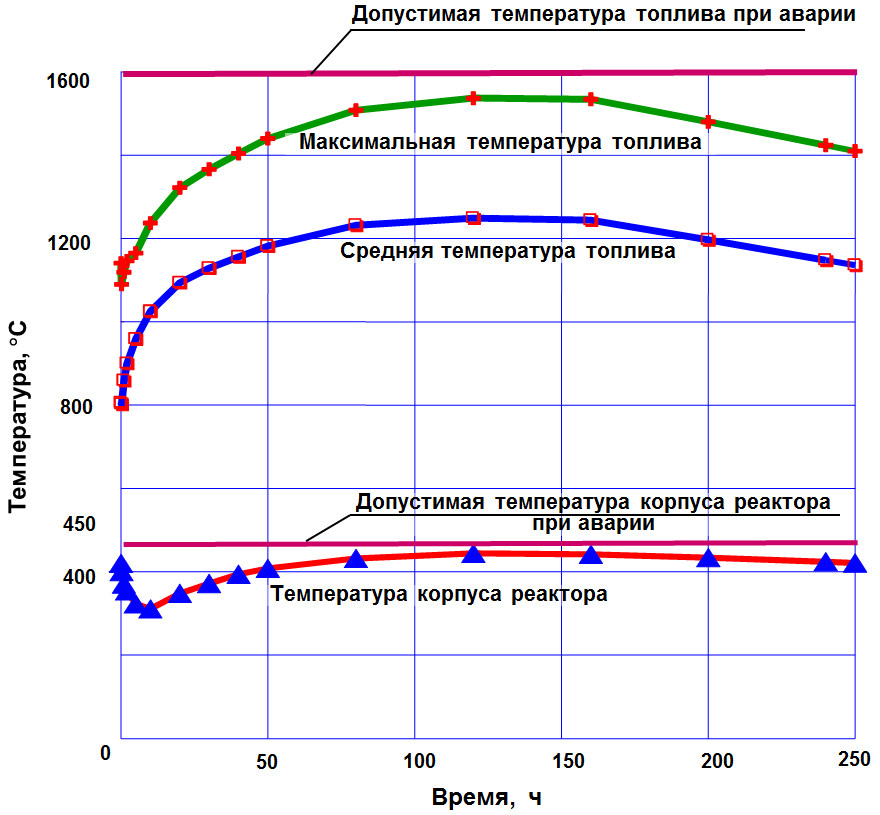 Допустимая температура топлива при аварии
1600
Максимальная температура топлива
1200
Средняя температура топлива
Температура, °С
800
Допустимая температура корпуса реактора
при аварии
450
400
Температура корпуса реактора
0
50
100
150
200
250
Время, ч